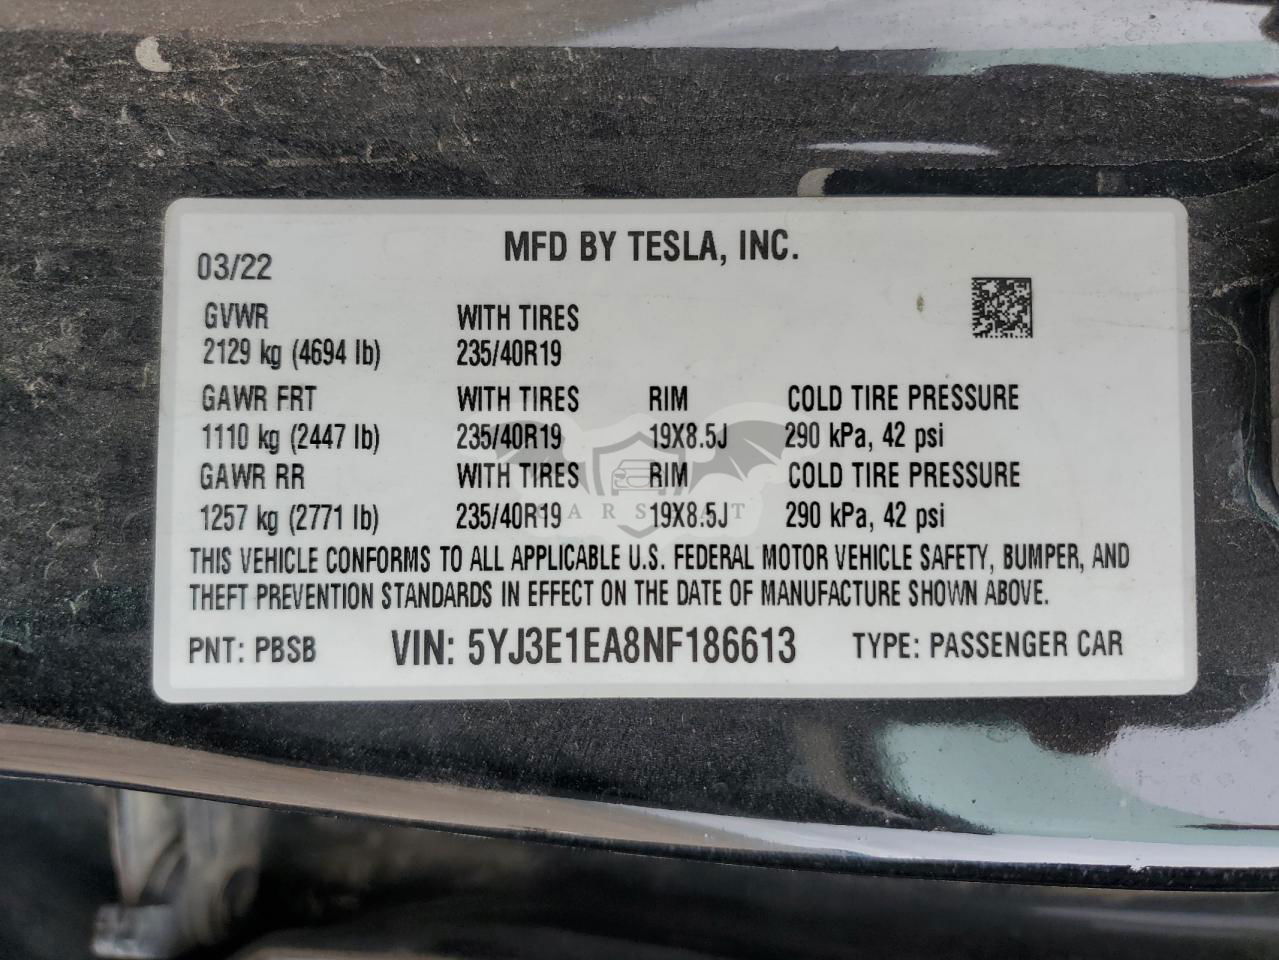 MFD BY TESLA, INC.
03/22
GVWR WITH TIRES
2129 kg (4694 lb) 235/40R19
GAWR FRT WITH TIRES RIM COLD TIRE PRESSURE
1110 kg (2447 lb) 235/40R19 19X8.5J 290 kPa, 42 psi
GAWR RR WITH TIRES RIM COLD TIRE PRESSURE
1257 kg (2771 lb) 235/40R19 19X8.5J 290 kPa, 42 psi
THIS VEHICLE CONFORMS TO ALL APPLICABLE U.S. FEDERAL MOTOR VEHICLE SAFETY, BUMPER, AND
THEFT PREVENTION STANDARDS IN EFFECT ON THE DATE OF MANUFACTURE SHOWN ABOVE.
PNT: PBSB VIN: 5YJ3E1EA8NF186613 TYPE: PASSENGER CAR